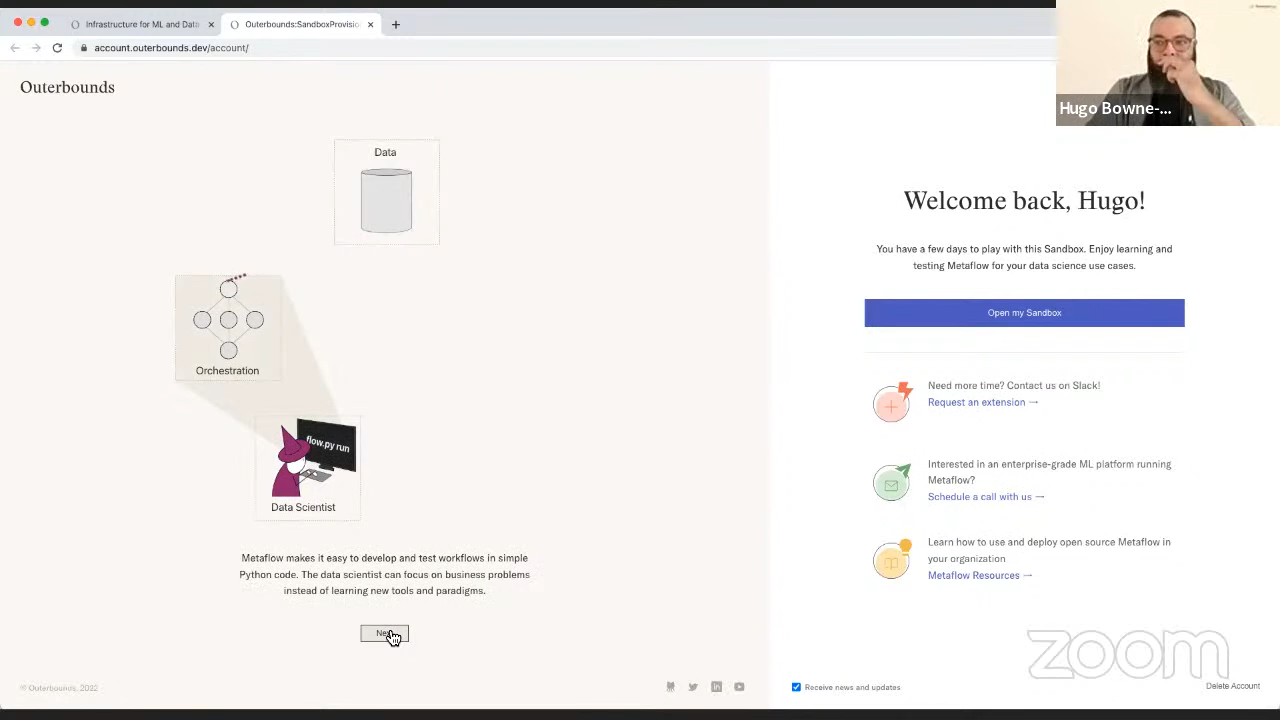 Infrastructure for ML and Data
Outerbounds:SandboxProvisio
account.outerbounds.dev/account/
Hugo Bowne-...
Outerbounds
Data
Orchestration
flow.py run
Data Scientist
Metaflow makes it easy to develop and test workflows in simple
Python code. The data scientist can focus on business problems
instead of learning new tools and paradigms.
© Outerbounds, 2022
Welcome back, Hugo!
You have a few days to play with this Sandbox. Enjoy learning and
testing Metaflow for your data science use cases.
Open my Sandbox
Need more time? Contact us on Slack!
Request an extension →
Interested in an enterprise-grade ML platform running
Metaflow?
Schedule a call with us →
Learn how to use and deploy open source Metaflow in
your organization
Metaflow Resources →
zoom
Receive news and updates
Delete Account